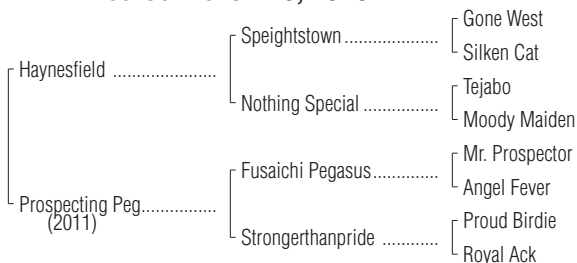 Gone West
Speightstown
Silken Cat
Haynesfield
Tejabo
Nothing Special
Moody Maiden
Mr. Prospector
Fusaichi Pegasus
Angel Fever
Prospecting Peg
(2011)
Proud Birdie
Strongerthanpride
Royal Ack